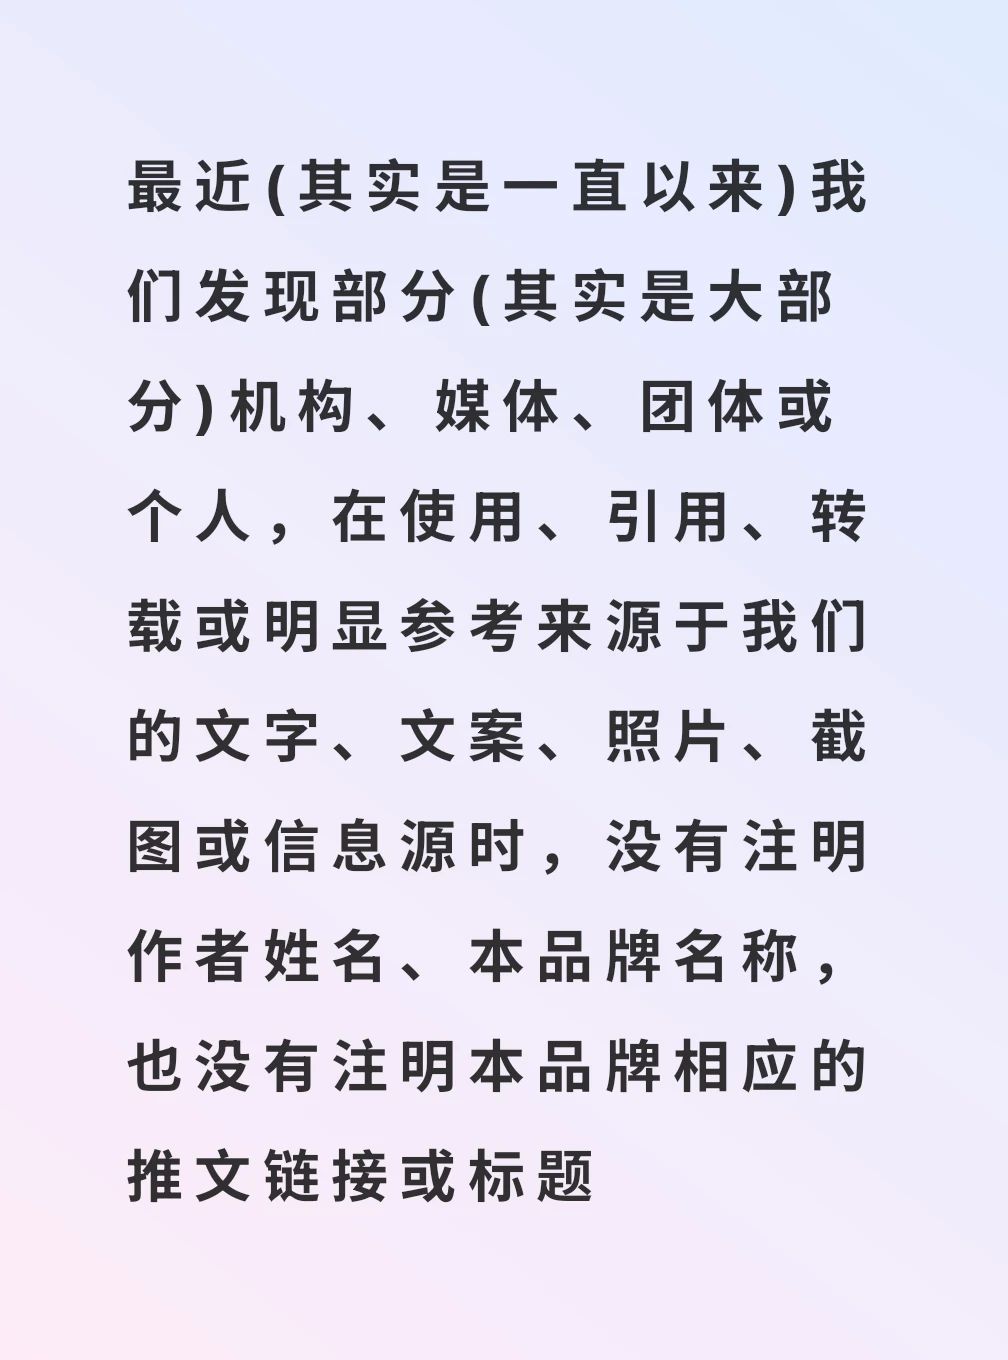 最近(其实是一直以来)我
们发现部分(其实是大部
分)机构、媒体、团体或
个人，在使用、引用、转
载或明显参考来源于我们
的文字、文案、照片、截
图或信息源时，没有注明
作者姓名、本品牌名称，
也没有注明本品牌相应的
推文链接或标题